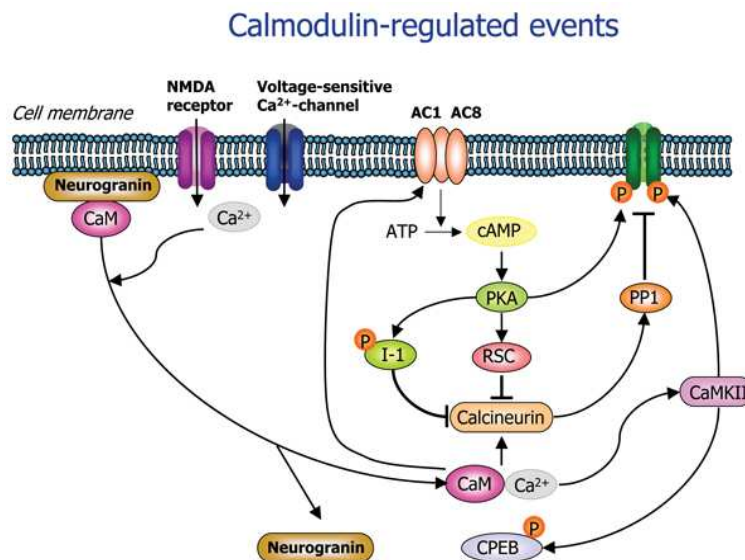 Calmodulin-regulated events
NMDA
receptor
Voltage-sensitive
Ca²⁺-channel
Cell membrane
AC1 AC8
Neurogranin
CaM
Ca²⁺
P P
ATP
cAMP
PKA
PP1
P
I-1
RSC
CaMKII
Calcineurin
CaM
Ca²⁺
P
Neurogranin
CPEB